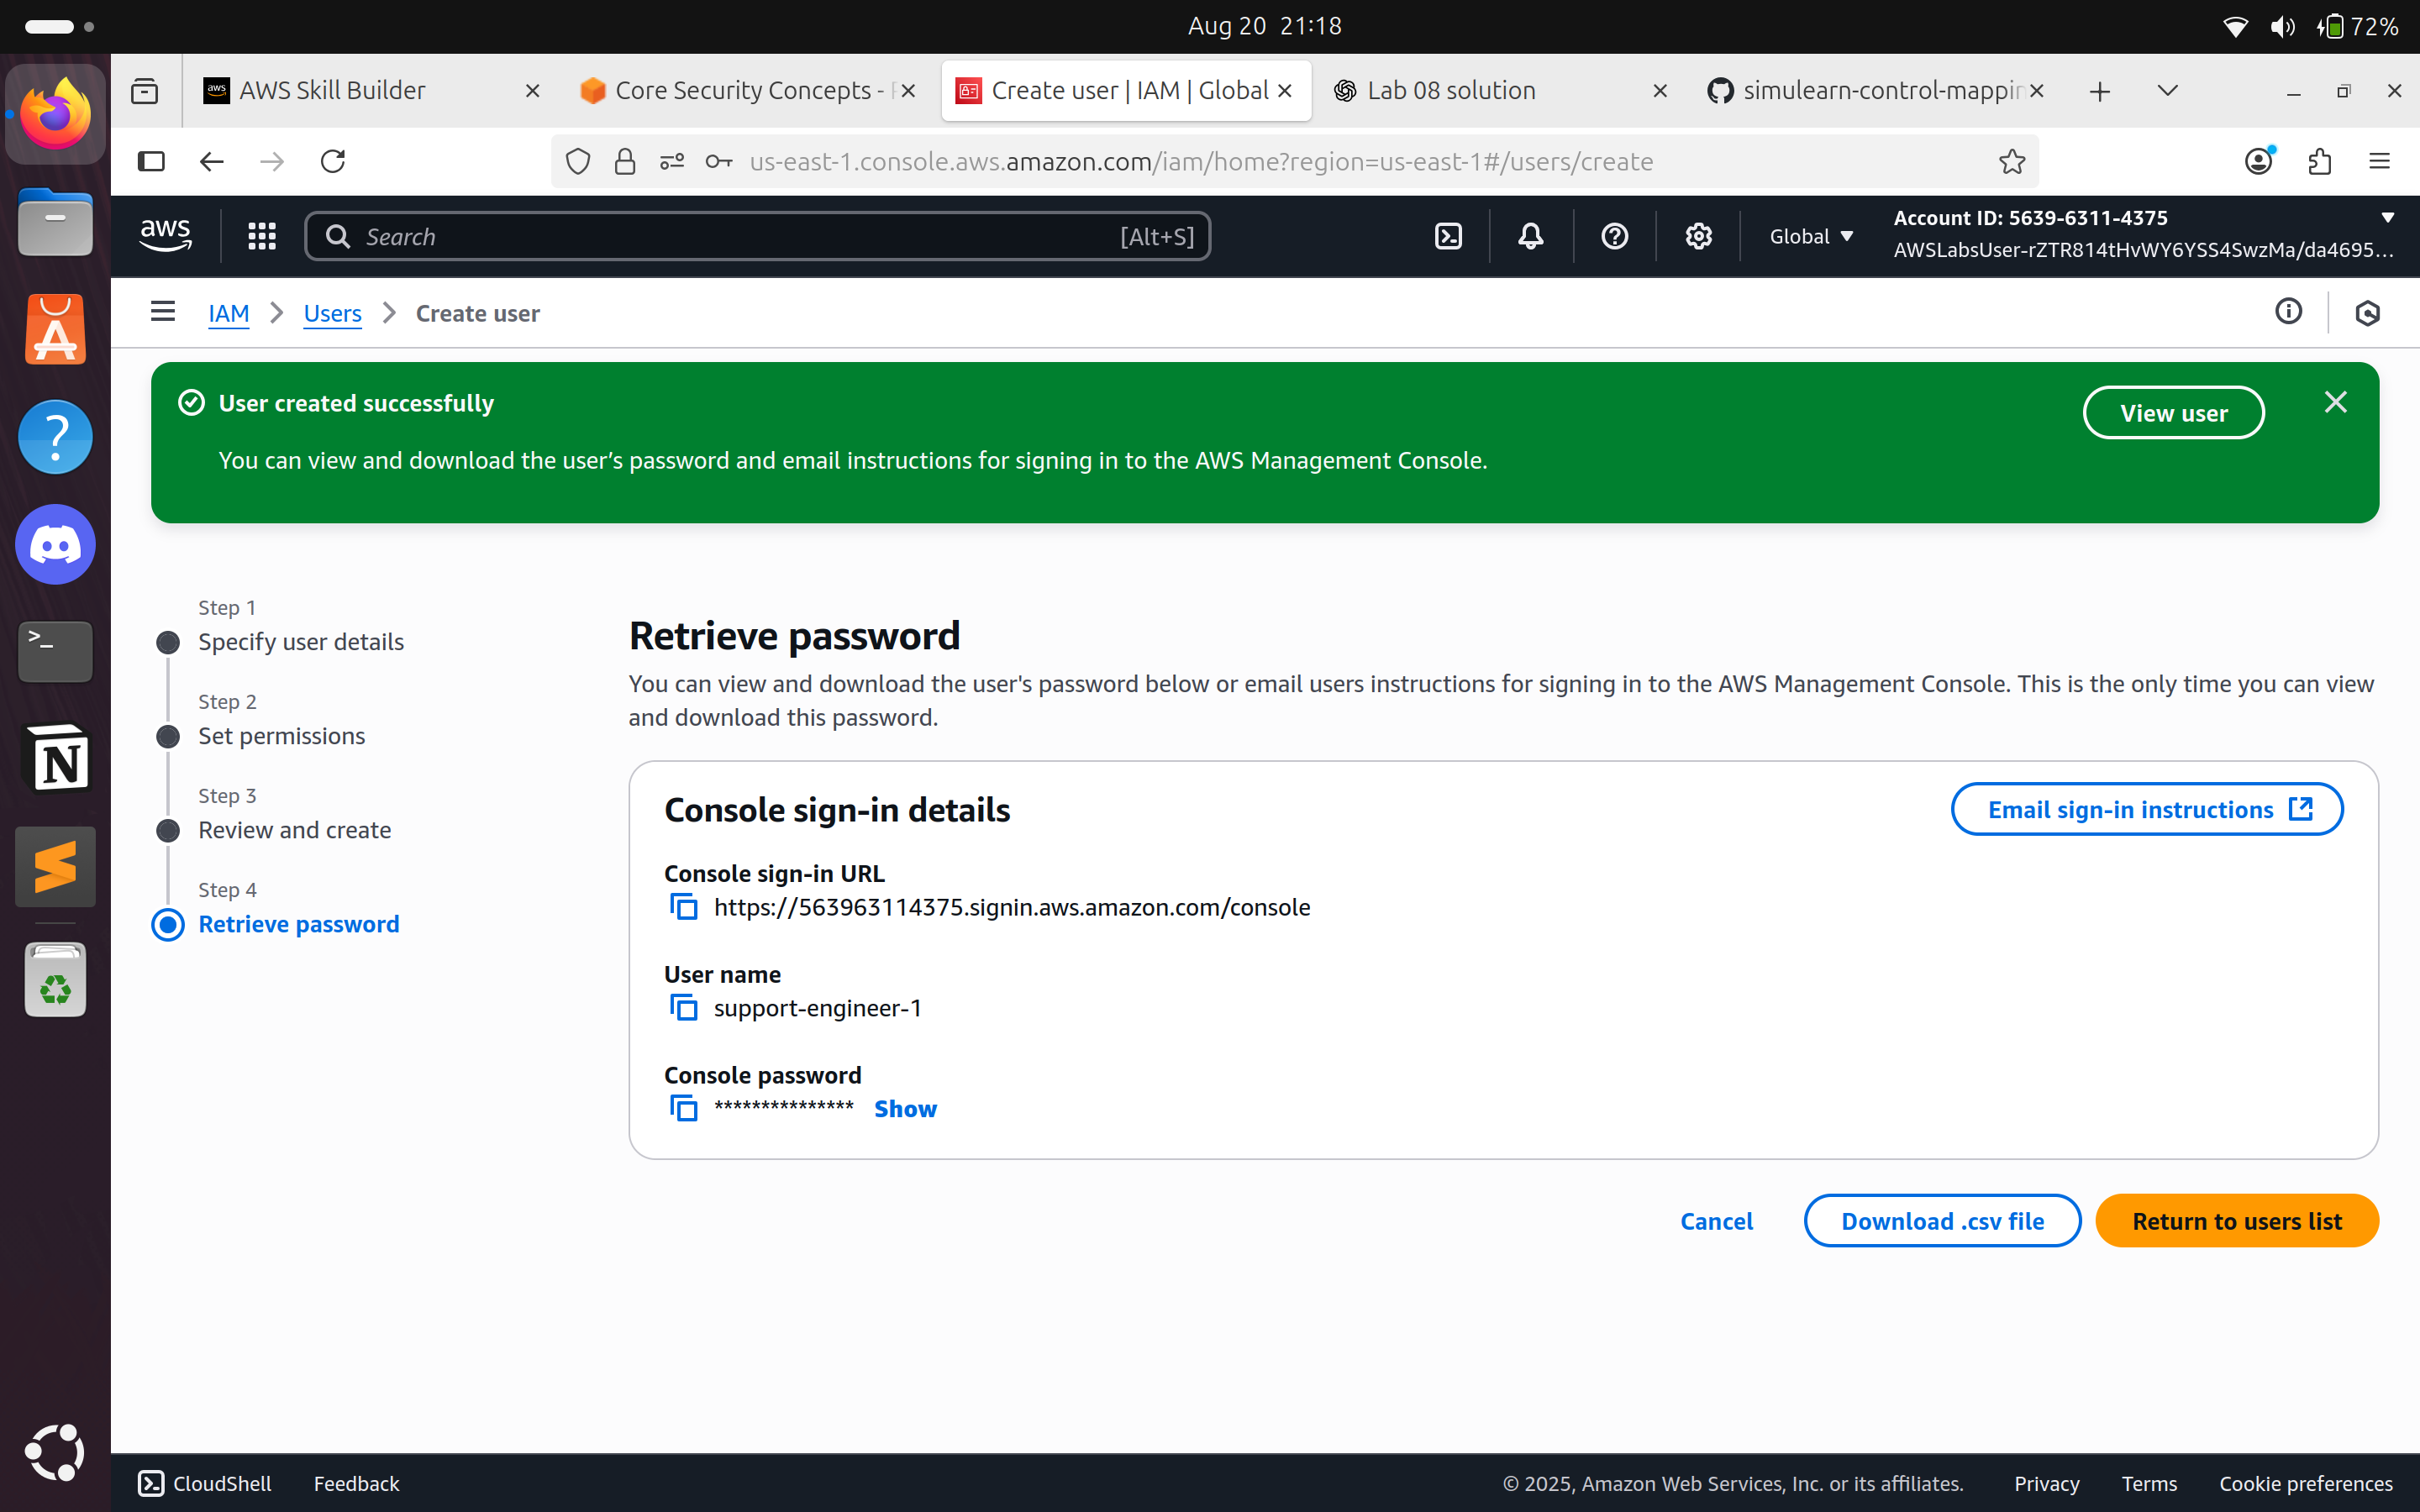 Aug 20 21:18
72%
AWS Skill Builder
Core Security Concepts -
Create user | IAM | Global
Lab 08 solution
simulearn-control-mappin
us-east-1.console.aws.amazon.com/iam/home?region=us-east-1#/users/create
aws
Search
[Alt+S]
Global
Account ID: 5639-6311-4375
AWSLabsUser-rZTR814tHvWY6YSS4SwzMa/da4695...
IAM
Users
Create user
User created successfully
You can view and download the user’s password and email instructions for signing in to the AWS Management Console.
View user
Step 1
Specify user details
Step 2
Set permissions
Step 3
Review and create
Step 4
Retrieve password
Retrieve password
You can view and download the user's password below or email users instructions for signing in to the AWS Management Console. This is the only time you can view
and download this password.
Console sign-in details
Email sign-in instructions
Console sign-in URL
https://563963114375.signin.aws.amazon.com/console
User name
support-engineer-1
Console password
***************
Show
Cancel
Download .csv file
Return to users list
CloudShell
Feedback
© 2025, Amazon Web Services, Inc. or its affiliates.
Privacy
Terms
Cookie preferences